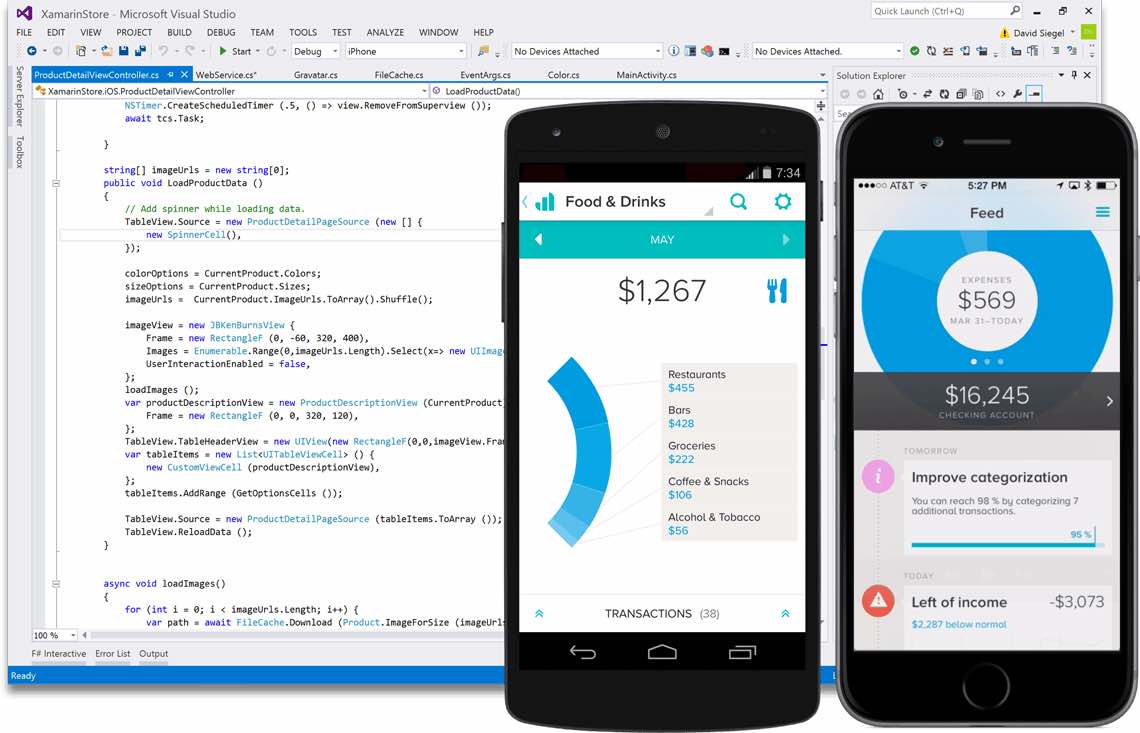 XamarinStore - Microsoft Visual Studio
Quick Launch (Ctrl+Q)
FILE EDIT VIEW PROJECT BUILD DEBUG TEAM TOOLS TEST ANALYZE WINDOW HELP
David Siegel
Start Debug iPhone No Devices Attached No Devices Attached.
Server Explorer
Toolbox
ProductDetailViewController.cs WebService.cs* Gravatar.cs FileCache.cs EventArgs.cs Color.cs MainActivity.cs
XamarinStore.iOS.ProductDetailViewController LoadProductData()
Solution Explorer
NSTimer.CreateScheduledTimer (.5, () => view.RemoveFromSuperview ());
await tcs.Task;
}
string[] imageUrls = new string[0];
public void LoadProductData ()
{
// Add spinner while loading data.
TableView.Source = new ProductDetailPageSource (new [] {
new SpinnerCell(),
});
colorOptions = CurrentProduct.Colors;
sizeOptions = CurrentProduct.Sizes;
imageUrls = CurrentProduct.ImageUrls.ToArray().Shuffle();
imageView = new JBKenBurnsView {
Frame = new RectangleF (0, -60, 320, 400),
Images = Enumerable.Range(0,imageUrls.Length).Select(x=> new UIImag
UserInteractionEnabled = false,
};
loadImages ();
var productDescriptionView = new ProductDescriptionView (CurrentProduct
Frame = new RectangleF (0, 0, 320, 120),
};
TableView.TableHeaderView = new UIView(new RectangleF(0,0,imageView.Fram
var tableItems = new List<UITableViewCell> () {
new CustomViewCell (productDescriptionView),
};
tableItems.AddRange (GetOptionsCells ());
TableView.Source = new ProductDetailPageSource (tableItems.ToArray ());
TableView.ReloadData ();
}
async void loadImages()
{
for (int i = 0; i < imageUrls.Length; i++) {
var path = await FileCache.Download (Product.ImageForSize (imageUrls
100 %
F# Interactive Error List Output
Ready
7:34
Food & Drinks
MAY
$1,267
Restaurants
$455
Bars
$428
Groceries
$222
Coffee & Snacks
$106
Alcohol & Tobacco
$56
TRANSACTIONS (38)
AT&T 5:27 PM
Feed
EXPENSES
$569
MAR 31–TODAY
$16,245
CHECKING ACCOUNT
TOMORROW
Improve categorization
You can reach 98 % by categorizing 7
additional transactions.
95 %
TODAY
Left of income -$3,073
$2,287 below normal